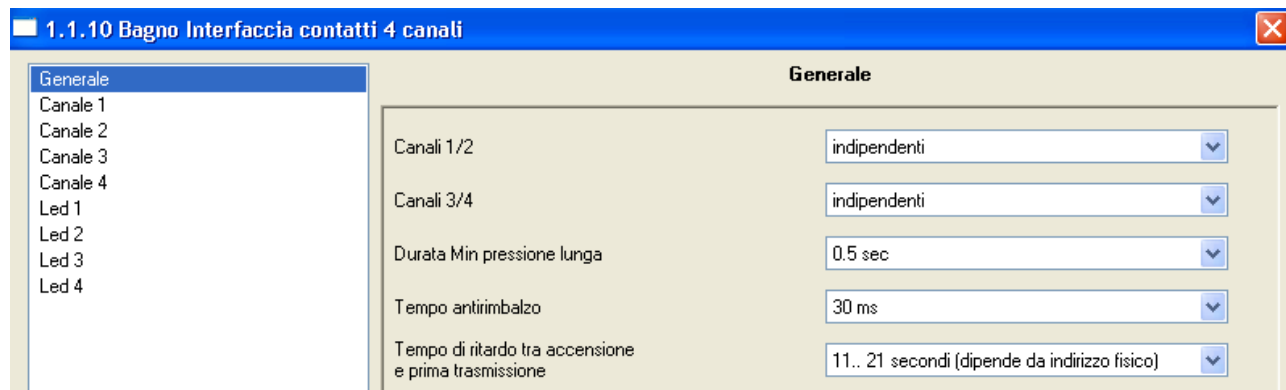 1.1.10 Bagno Interfaccia contatti 4 canali
Generale
Canale 1
Canale 2
Canale 3
Canale 4
Led 1
Led 2
Led 3
Led 4
Generale
Canali 1/2 indipendenti
Canali 3/4 indipendenti
Durata Min pressione lunga 0.5 sec
Tempo antirimbalzo 30 ms
Tempo di ritardo tra accensione
e prima trasmissione 11.. 21 secondi (dipende da indirizzo fisico)